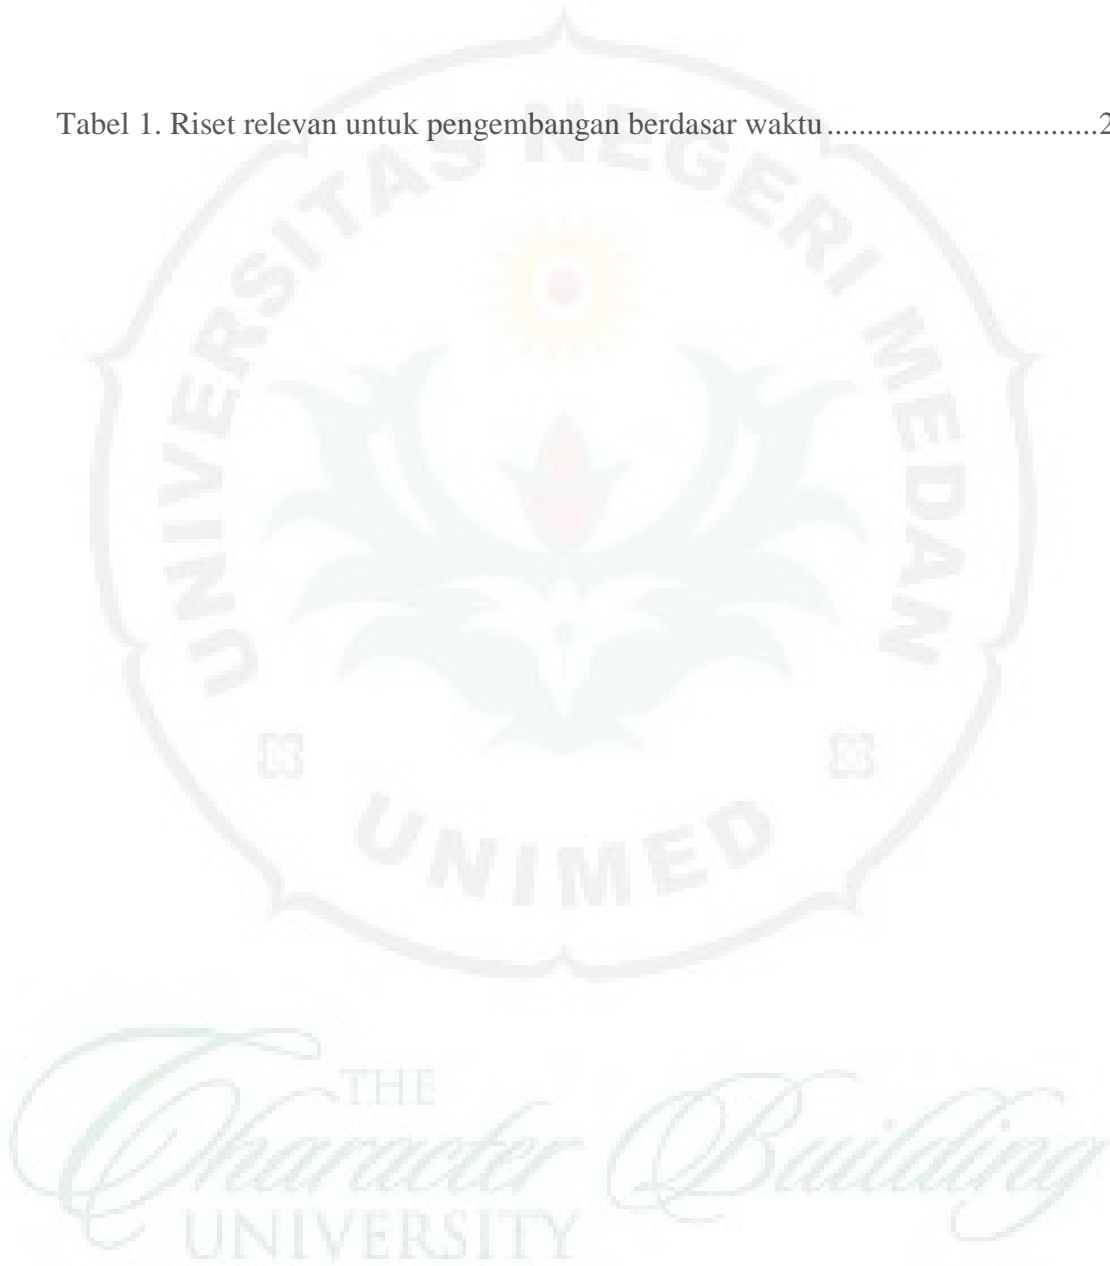 Tabel 1. Riset relevan untuk pengembangan berdasar waktu.................................2
UNIVERSITAS NEGERI MEDAN
UNIMED
THE
Character Building
UNIVERSITY